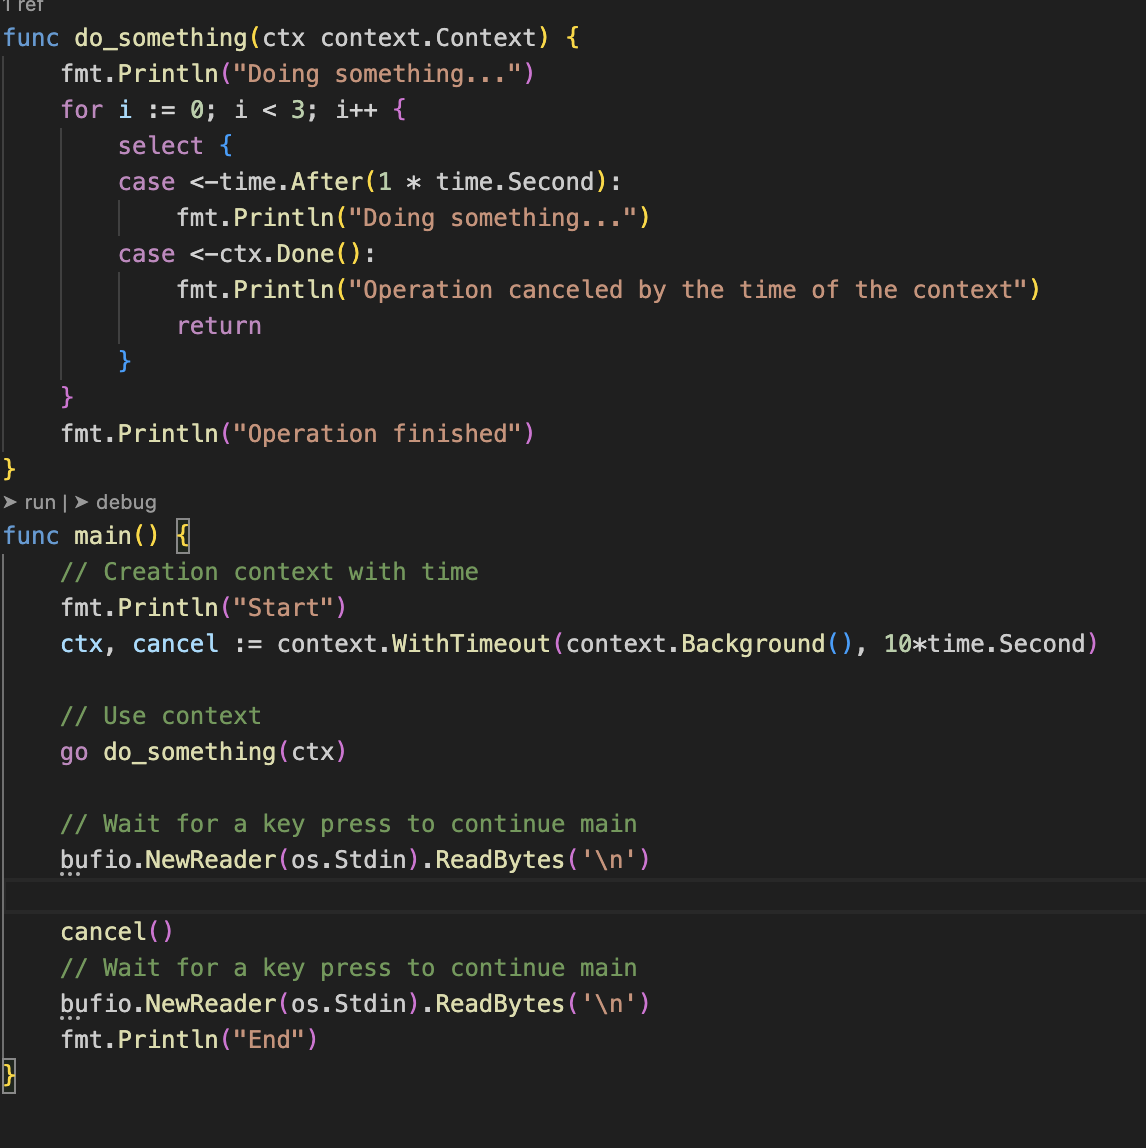 1 ref
func do_something(ctx context.Context) {
    fmt.Println("Doing something...")
    for i := 0; i < 3; i++ {
        select {
        case <-time.After(1 * time.Second):
            fmt.Println("Doing something...")
        case <-ctx.Done():
            fmt.Println("Operation canceled by the time of the context")
            return
        }
    }
    fmt.Println("Operation finished")
}
➤ run | ➤ debug
func main() {
    // Creation context with time
    fmt.Println("Start")
    ctx, cancel := context.WithTimeout(context.Background(), 10*time.Second)
    // Use context
    go do_something(ctx)
    // Wait for a key press to continue main
    bufio.NewReader(os.Stdin).ReadBytes('\n')
    cancel()
    // Wait for a key press to continue main
    bufio.NewReader(os.Stdin).ReadBytes('\n')
    fmt.Println("End")
}